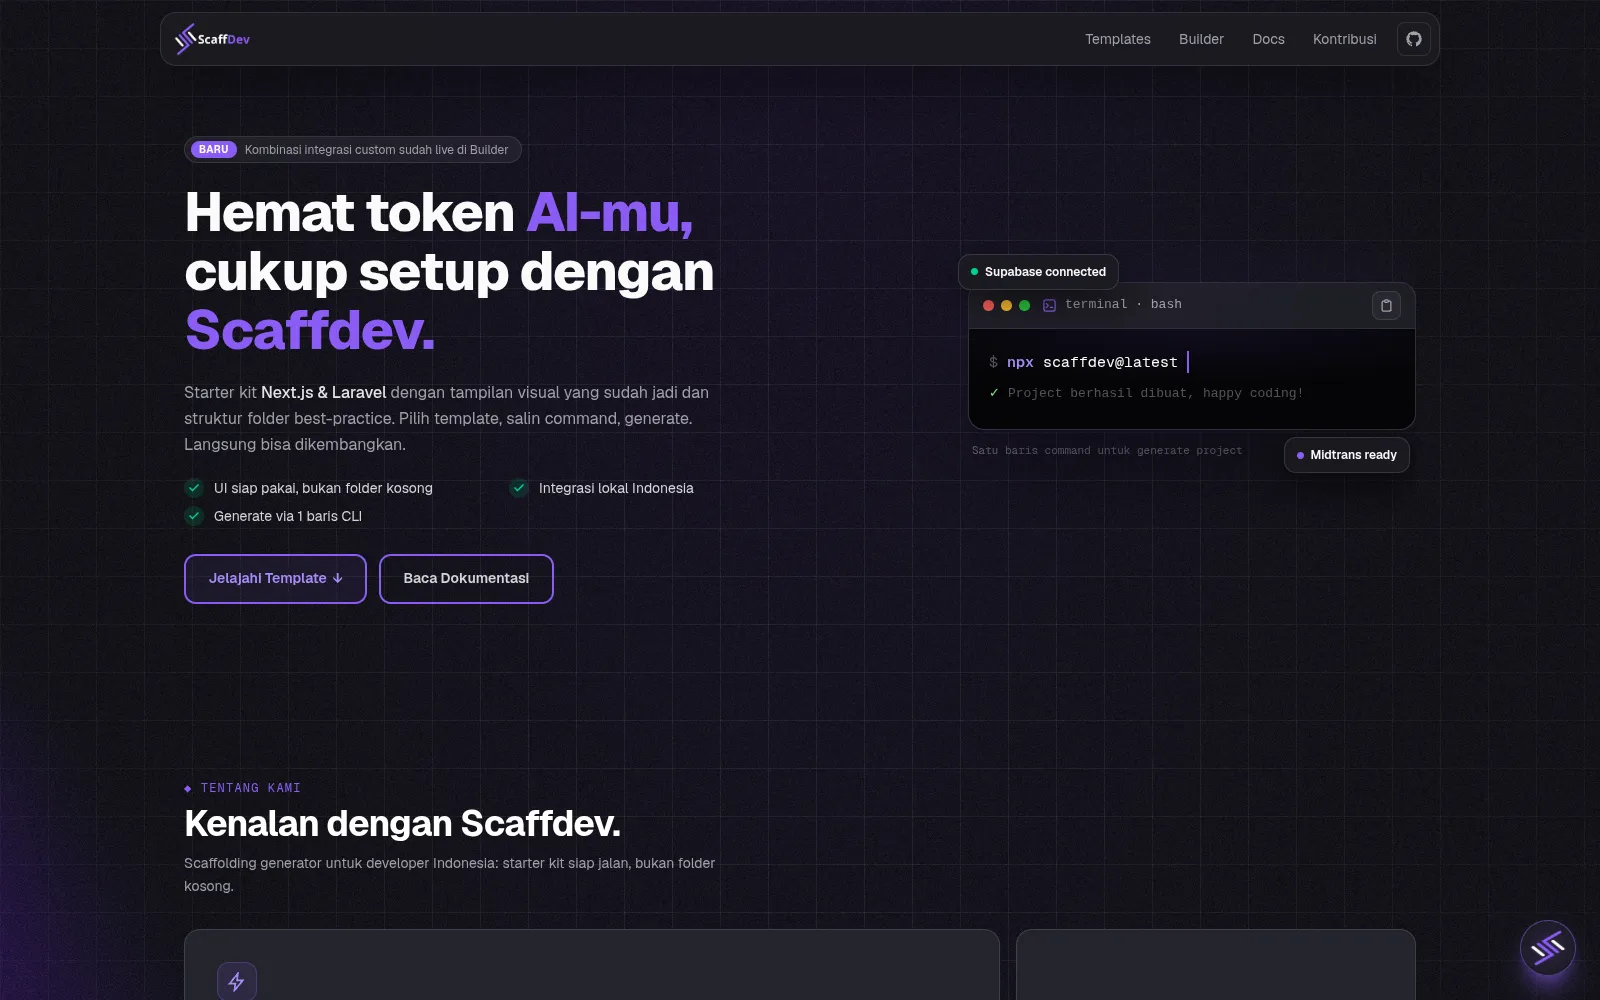 ScaffDev
Templates
Builder
Docs
Kontribusi
BARU Kombinasi integrasi custom sudah live di Builder
Hemat token AI-mu,
cukup setup dengan
Scaffdev.
Starter kit Next.js & Laravel dengan tampilan visual yang sudah jadi dan
struktur folder best-practice. Pilih template, salin command, generate.
Langsung bisa dikembangkan.
UI siap pakai, bukan folder kosong
Integrasi lokal Indonesia
Generate via 1 baris CLI
Jelajahi Template ↓
Baca Dokumentasi
Supabase connected
terminal · bash
$ npx scaffdev@latest
✓ Project berhasil dibuat, happy coding!
Satu baris command untuk generate project
Midtrans ready
◆ TENTANG KAMI
Kenalan dengan Scaffdev.
Scaffolding generator untuk developer Indonesia: starter kit siap jalan, bukan folder
kosong.